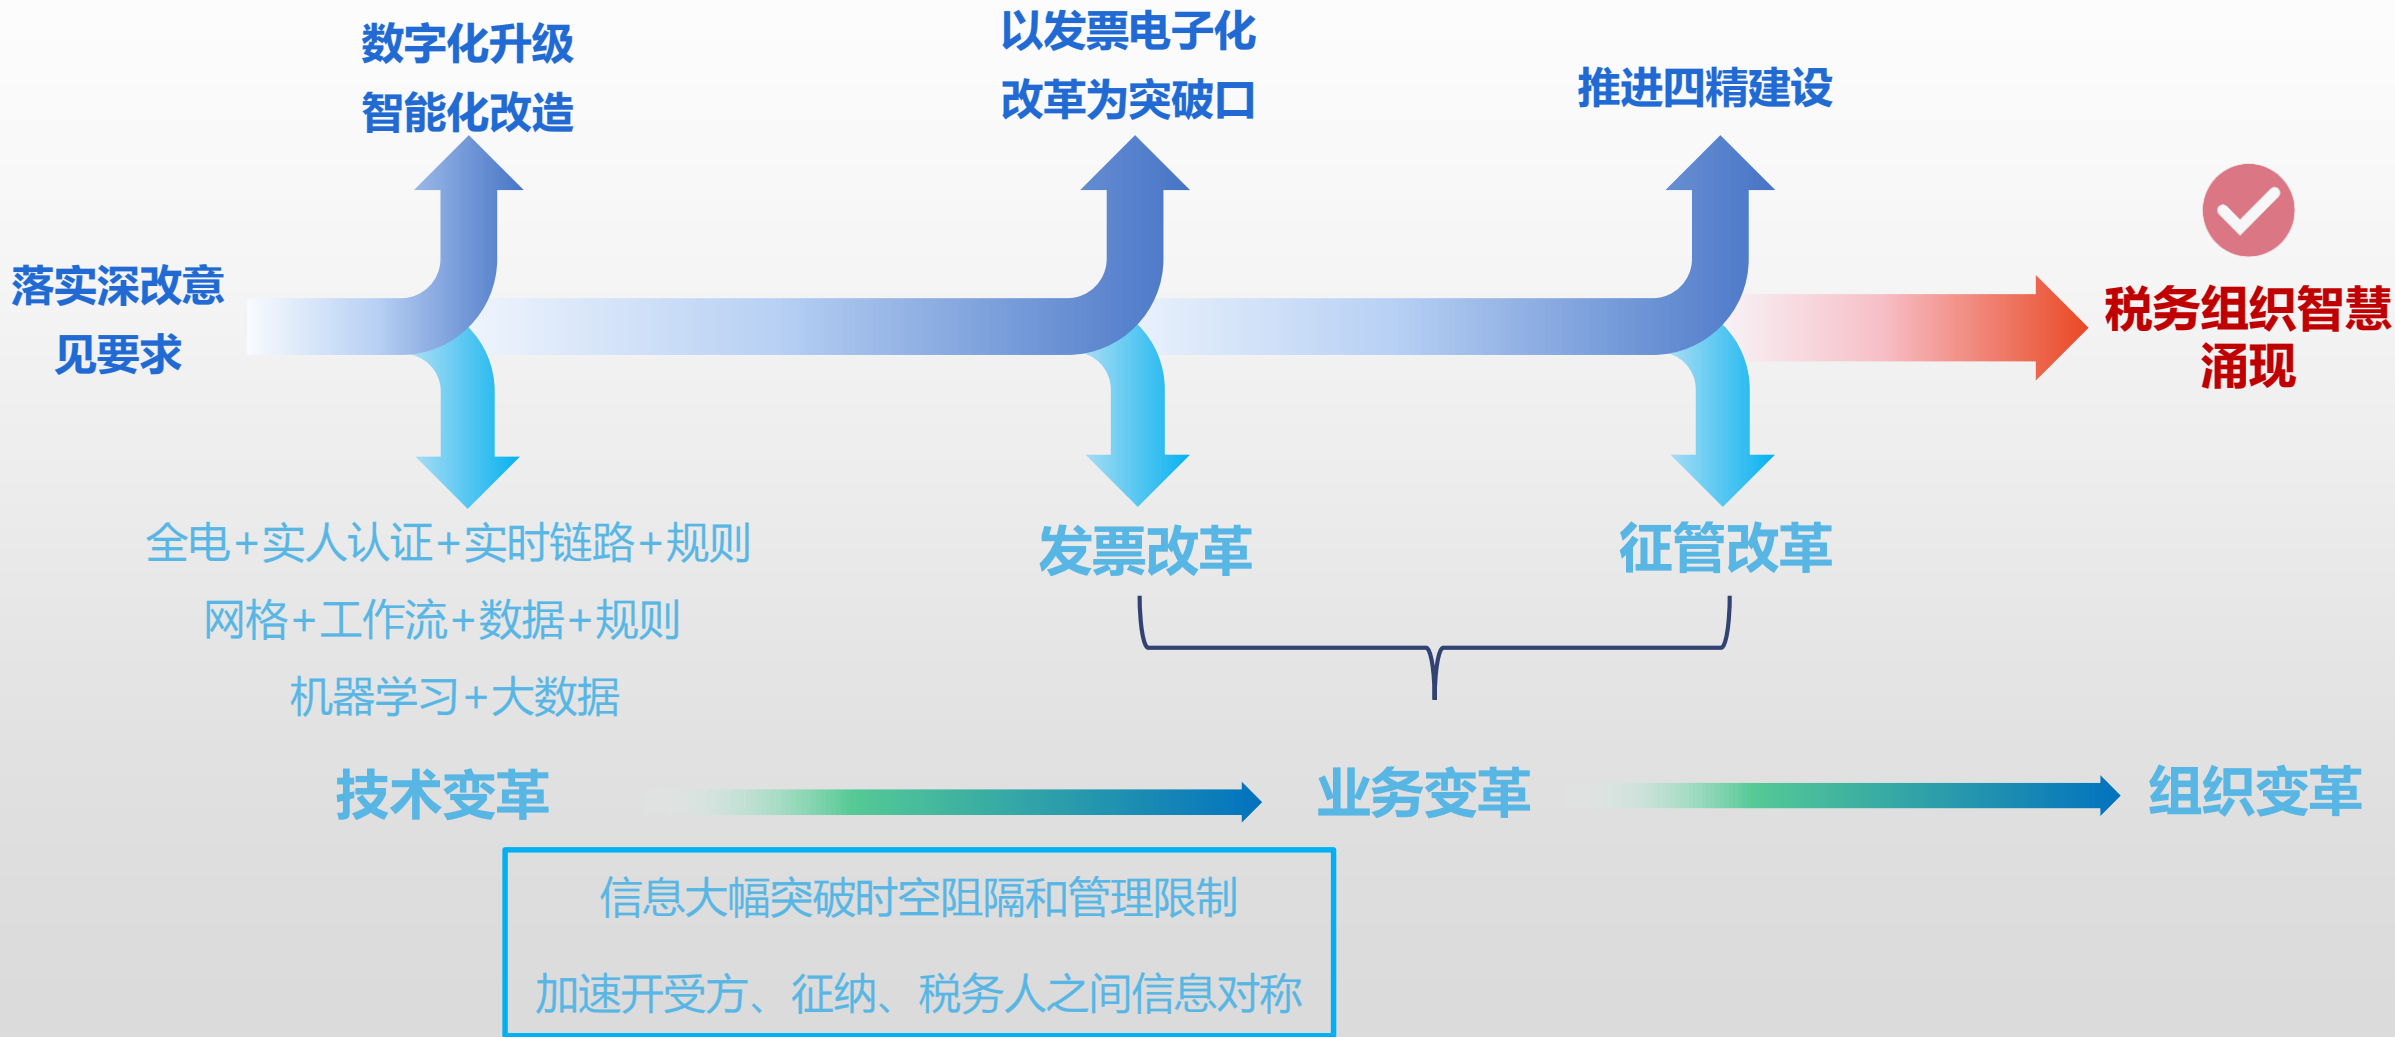 数字化升级
智能化改造
以发票电子化
改革为突破口
推进四精建设
落实深改意
见要求
税务组织智慧
涌现
全电+实人认证+实时链路+规则
网格+工作流+数据+规则
机器学习+大数据
发票改革
征管改革
技术变革
业务变革
组织变革
信息大幅突破时空阻隔和管理限制
加速开受方、征纳、税务人之间信息对称